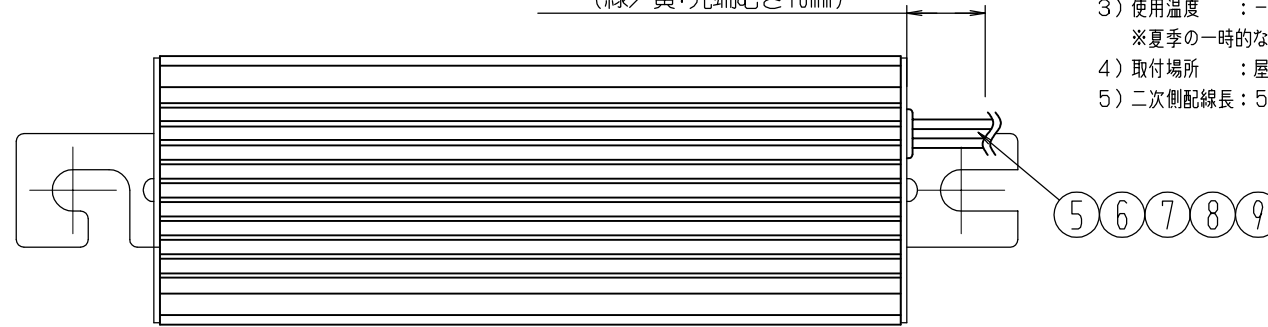 (緑/黄:先端むき10mm)
3) 使用温度 : -
※夏季の一時的な
4) 取付場所 : 屋
5) 二次側配線長 : 5
5 6 7 8 9